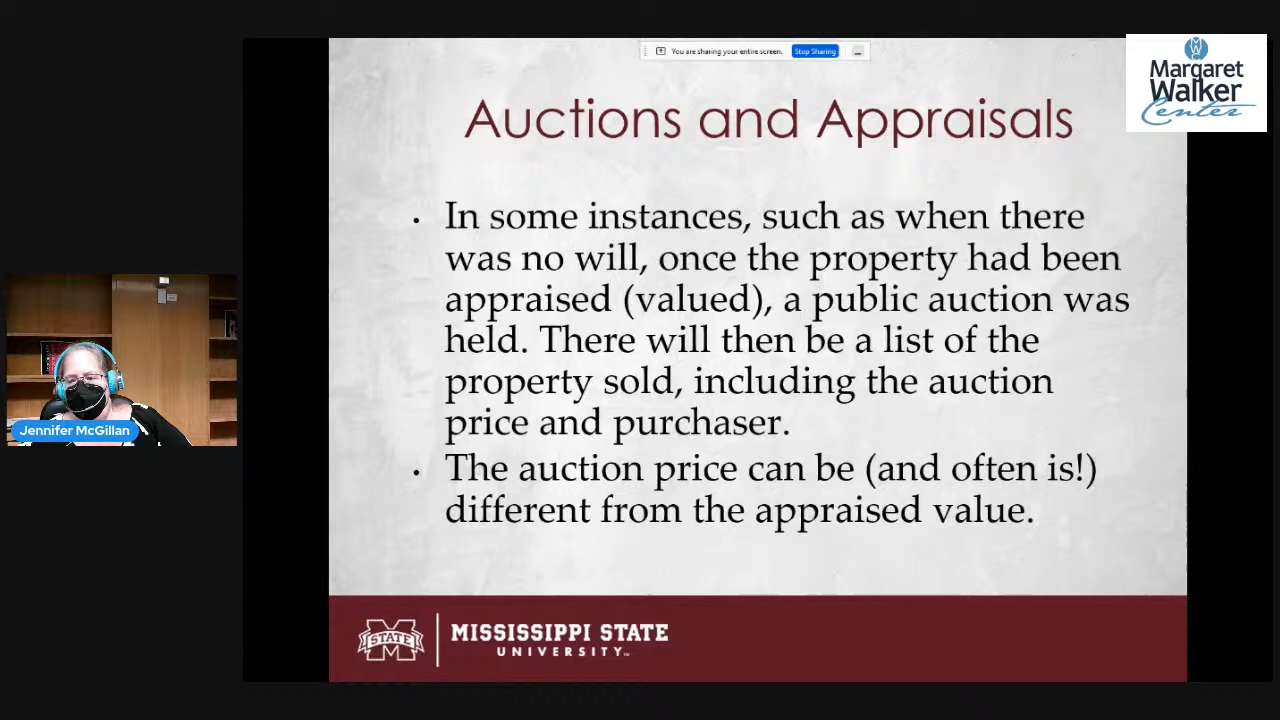 You are sharing your entire screen.
Stop Sharing
Margaret
Walker
Center
Auctions and Appraisals
• In some instances, such as when there
was no will, once the property had been
appraised (valued), a public auction was
held. There will then be a list of the
property sold, including the auction
price and purchaser.
• The auction price can be (and often is!)
different from the appraised value.
Jennifer McGillan
STATE
MISSISSIPPI STATE
UNIVERSITY™